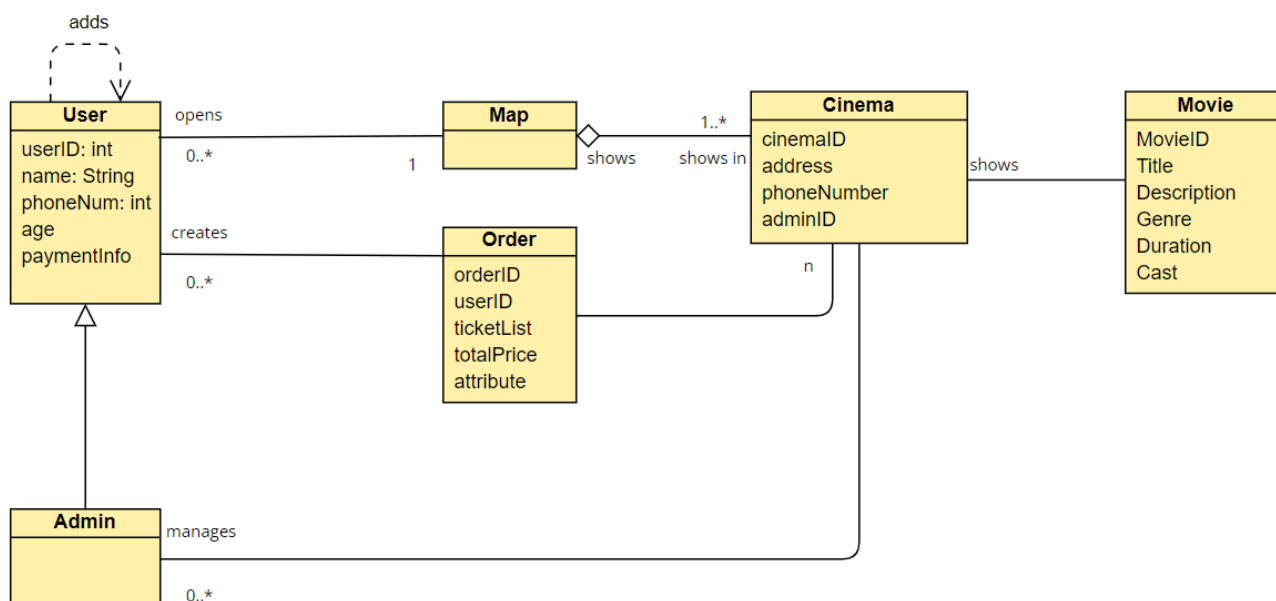 adds
User
userID: int
name: String
phoneNum: int
age
paymentInfo
opens
0..*
1
Map
shows
1..*
shows in
Cinema
cinemaID
address
phoneNumber
adminID
shows
Movie
MovieID
Title
Description
Genre
Duration
Cast
creates
0..*
Order
orderID
userID
ticketList
totalPrice
attribute
n
Admin
manages
0..*